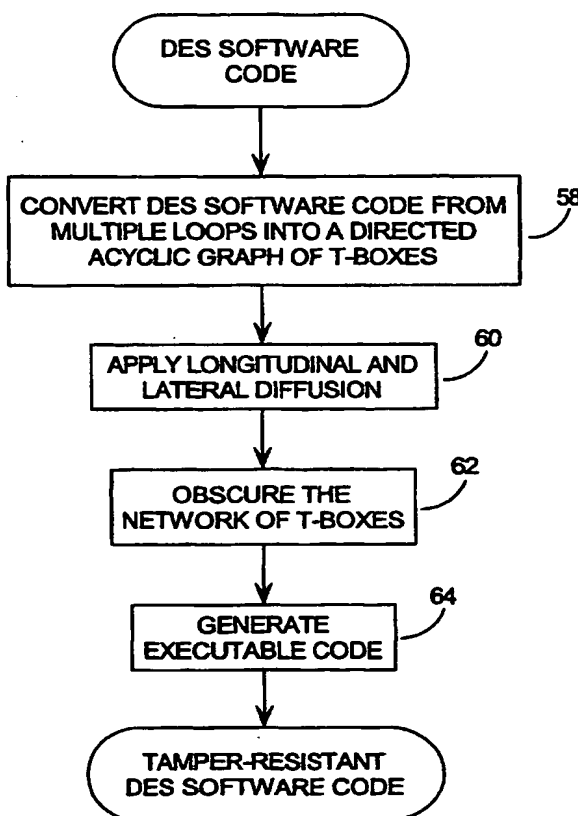 DES SOFTWARE
CODE
CONVERT DES SOFTWARE CODE FROM
MULTIPLE LOOPS INTO A DIRECTED
ACYCLIC GRAPH OF T-BOXES
58
APPLY LONGITUDINAL AND
LATERAL DIFFUSION
60
OBSCURE THE
NETWORK OF T-BOXES
62
GENERATE
EXECUTABLE CODE
64
TAMPER-RESISTANT
DES SOFTWARE CODE